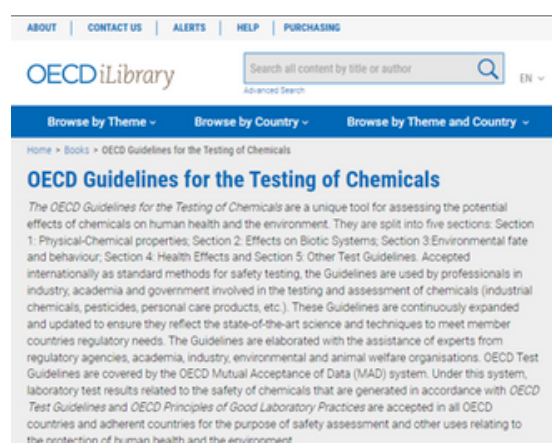 ABOUT | CONTACT US | ALERTS | HELP | PURCHASING
OECD iLibrary
Search all content by title or author
Advanced Search
EN
Browse by Theme
Browse by Country
Browse by Theme and Country
Home > Books > OECD Guidelines for the Testing of Chemicals
OECD Guidelines for the Testing of Chemicals
The OECD Guidelines for the Testing of Chemicals are a unique tool for assessing the potential
effects of chemicals on human health and the environment. They are split into five sections: Section
1: Physical-Chemical properties; Section 2: Effects on Biotic Systems; Section 3:Environmental fate
and behaviour; Section 4: Health Effects and Section 5: Other Test Guidelines. Accepted
internationally as standard methods for safety testing, the Guidelines are used by professionals in
industry, academia and government involved in the testing and assessment of chemicals (industrial
chemicals, pesticides, personal care products, etc.). These Guidelines are continuously expanded
and updated to ensure they reflect the state-of-the-art science and techniques to meet member
countries regulatory needs. The Guidelines are elaborated with the assistance of experts from
regulatory agencies, academia, industry, environmental and animal welfare organisations. OECD Test
Guidelines are covered by the OECD Mutual Acceptance of Data (MAD) system. Under this system,
laboratory test results related to the safety of chemicals that are generated in accordance with OECD
Test Guidelines and OECD Principles of Good Laboratory Practices are accepted in all OECD
countries and adherent countries for the purpose of safety assessment and other uses relating to
the protection of human health and the environment